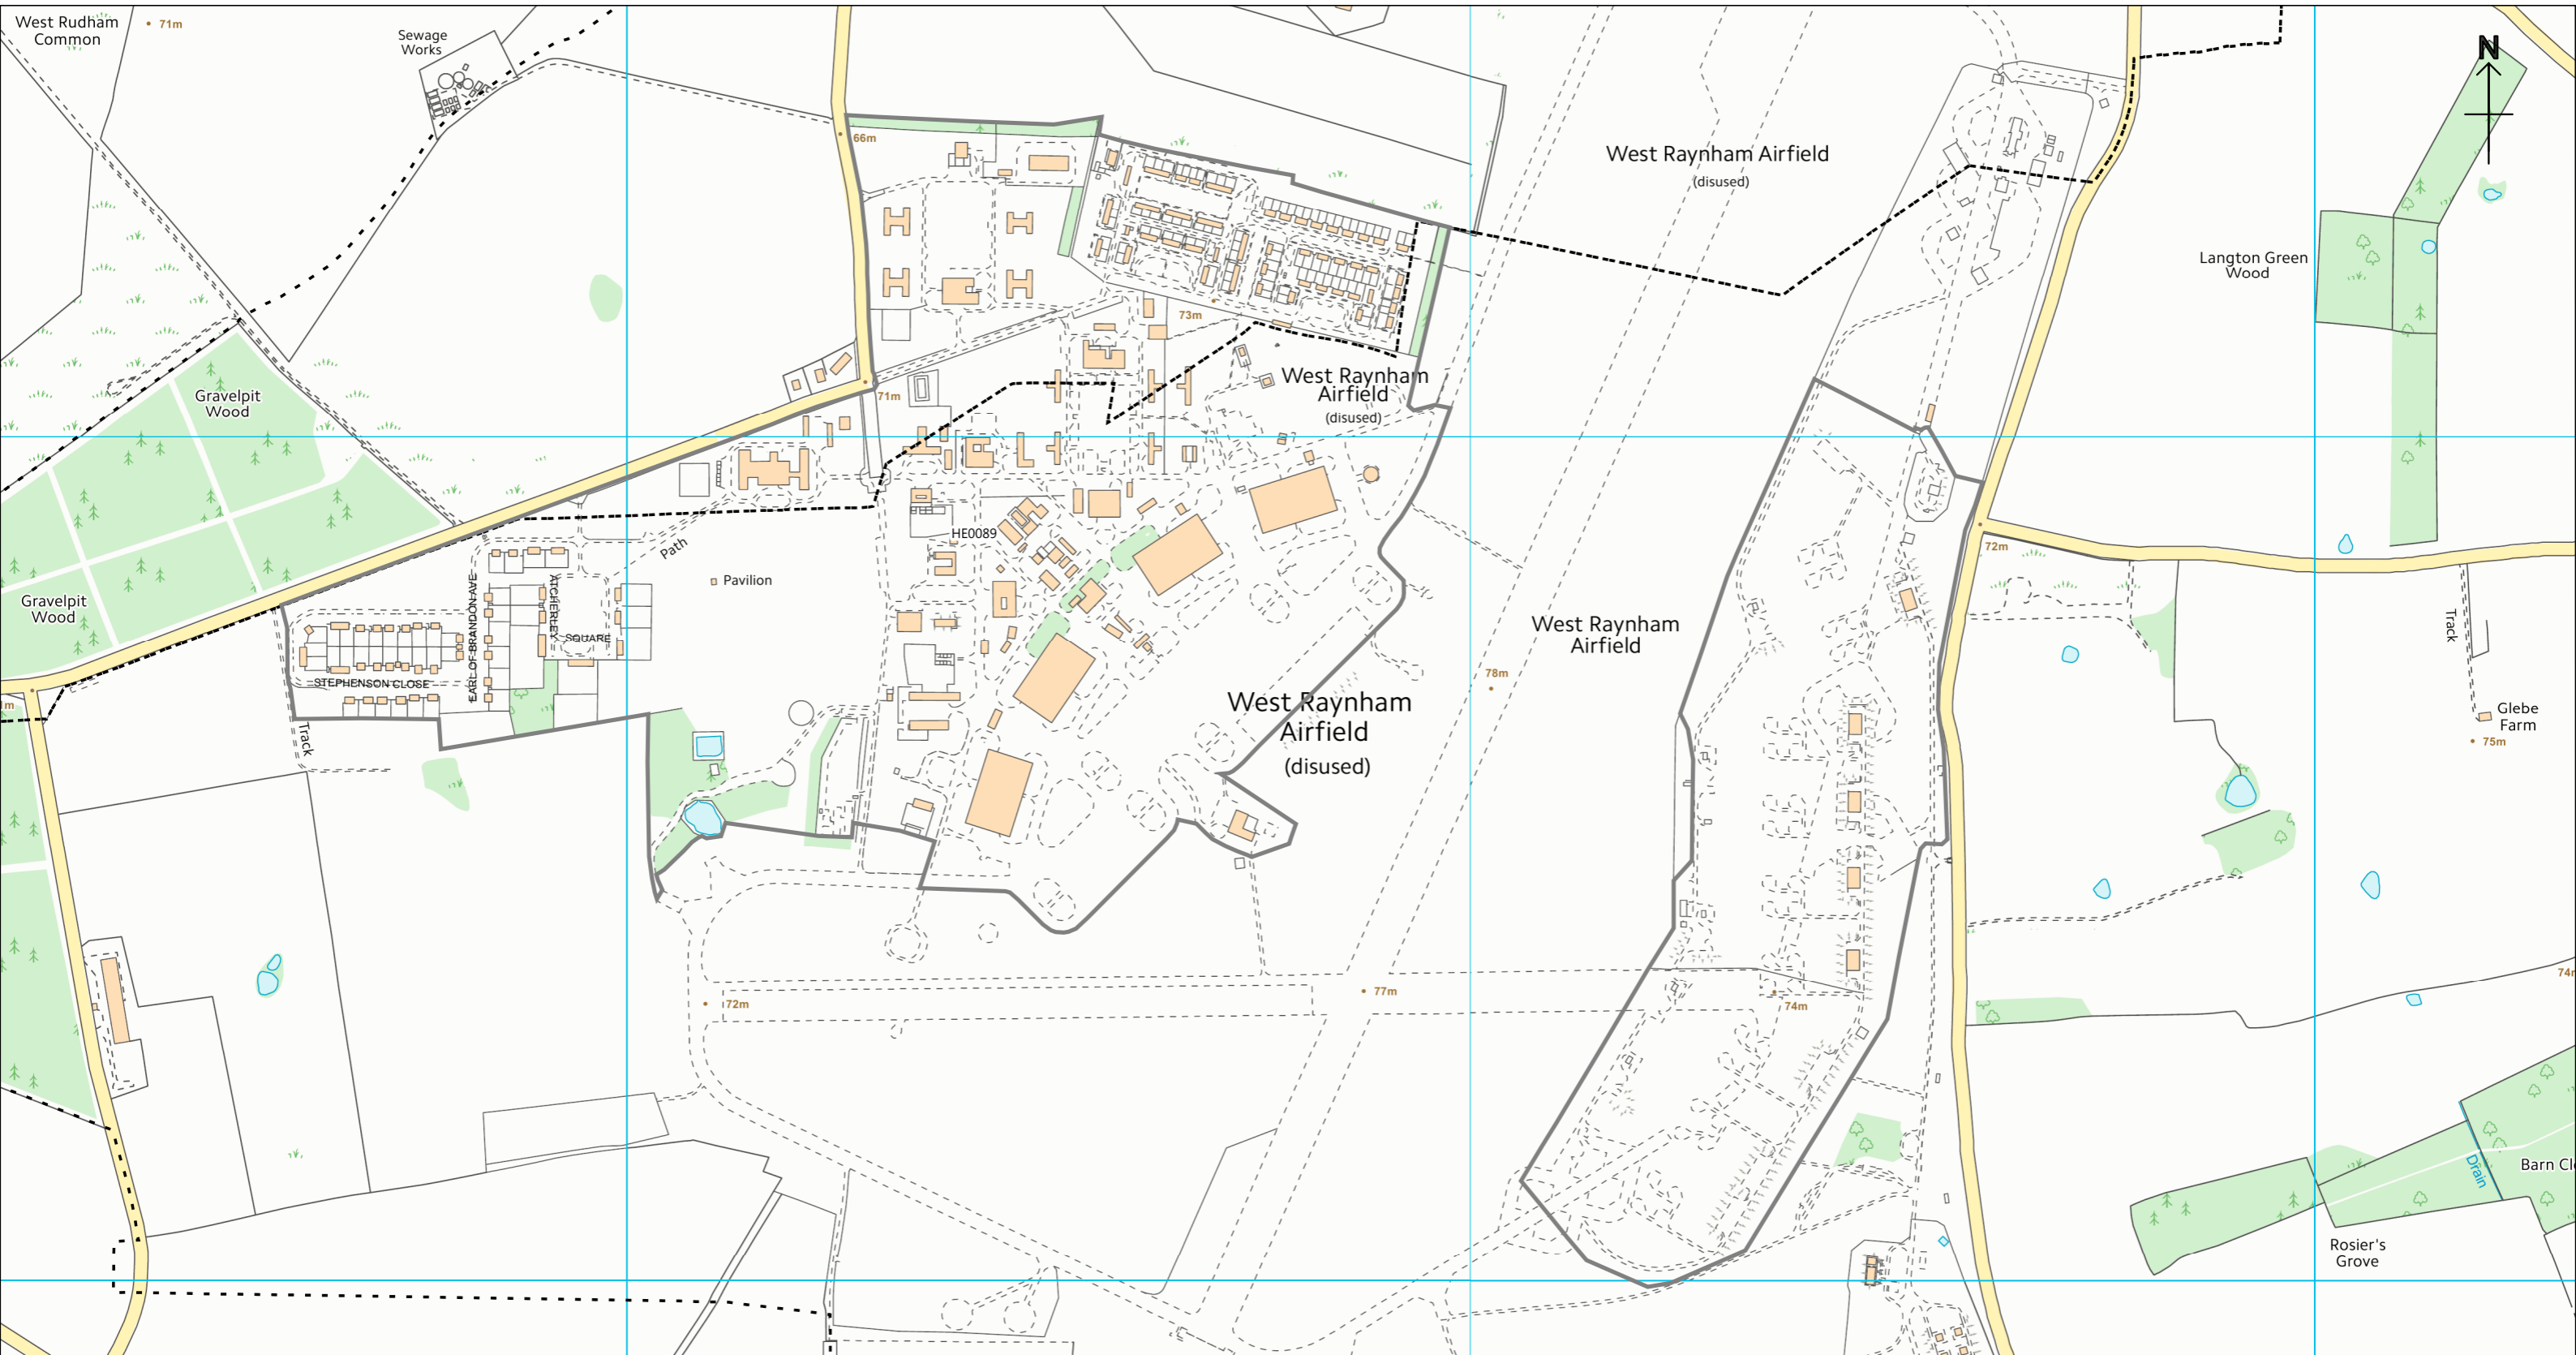 West Rudham
Common
71m
Sewage
Works
N
66m
West Raynham Airfield
(disused)
Langton Green
Wood
73m
West Raynham
Airfield
(disused)
71m
Gravelpit
Wood
HE0089
Path
Pavilion
72m
Gravelpit
Wood
EARL OF BRANDON AVE
ATCHERLEY
SQUARE
STEPHENSON CLOSE
Track
West Raynham
Airfield
Track
78m
West Raynham
Airfield
(disused)
Glebe
Farm
75m
77m
72m
74m
Drain
Rosier's
Grove